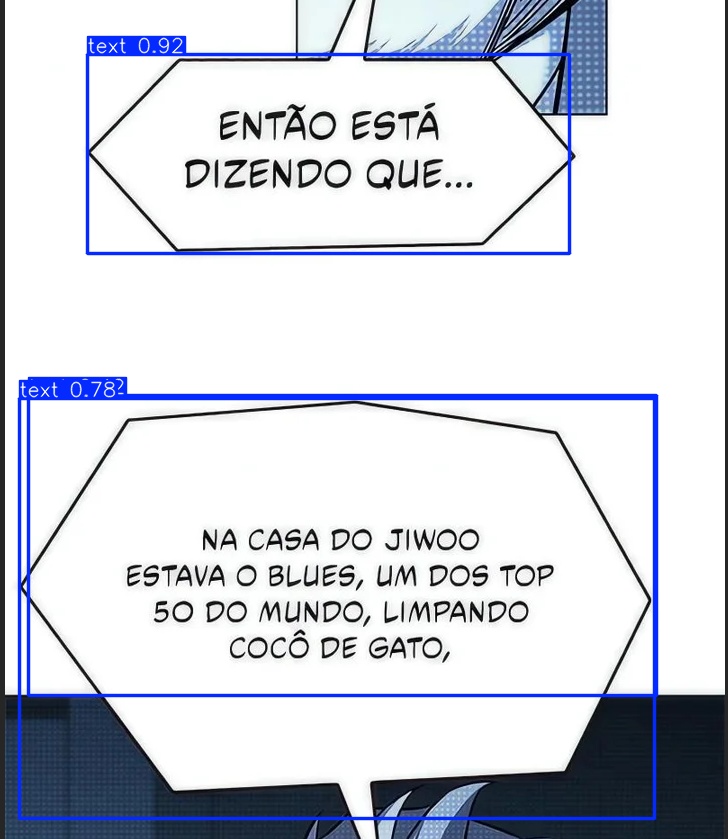 text 0.92
ENTÃO ESTÁ
DIZENDO QUE...
text 0.78
NA CASA DO JIWOO
ESTAVA O BLUES, UM DOS TOP
50 DO MUNDO, LIMPANDO
COCÔ DE GATO,